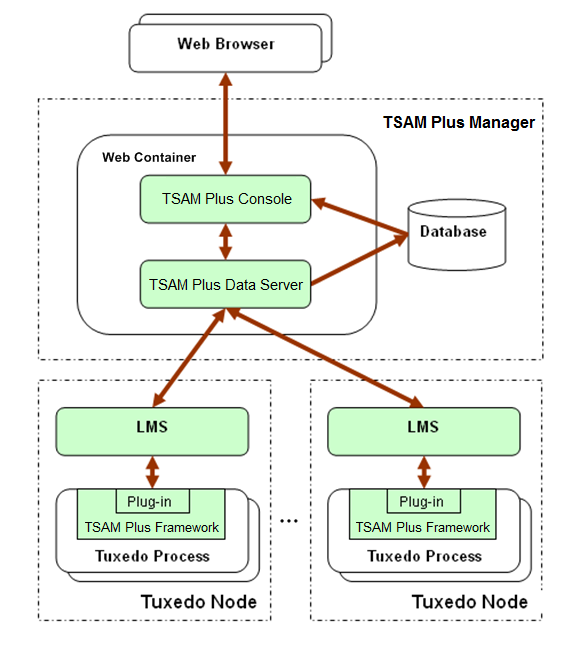 Web Browser
TSAM Plus Manager
Web Container
TSAM Plus Console
Database
TSAM Plus Data Server
LMS
LMS
Plug-in
TSAM Plus Framework
Tuxedo Process
...
Plug-in
TSAM Plus Framework
Tuxedo Process
Tuxedo Node
Tuxedo Node